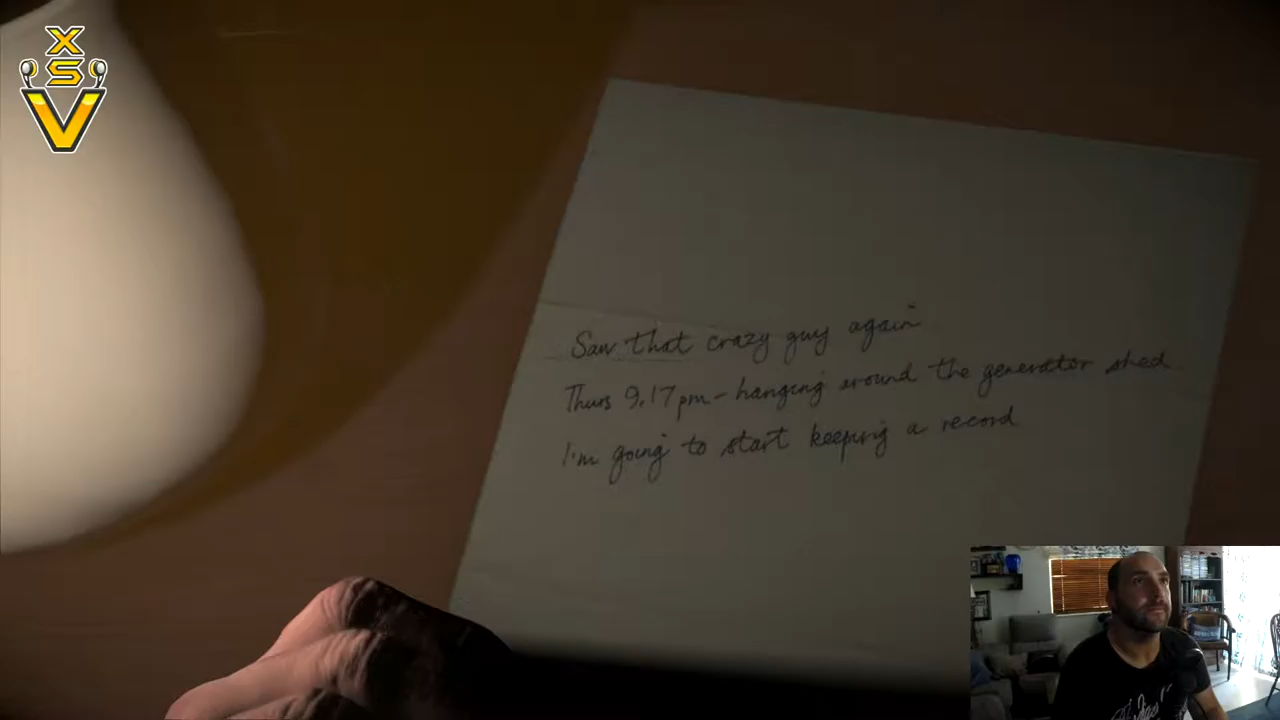 X
S
V
Saw that crazy guy again
Thurs 9.17pm - hanging around the generator shed
I'm going to start keeping a record